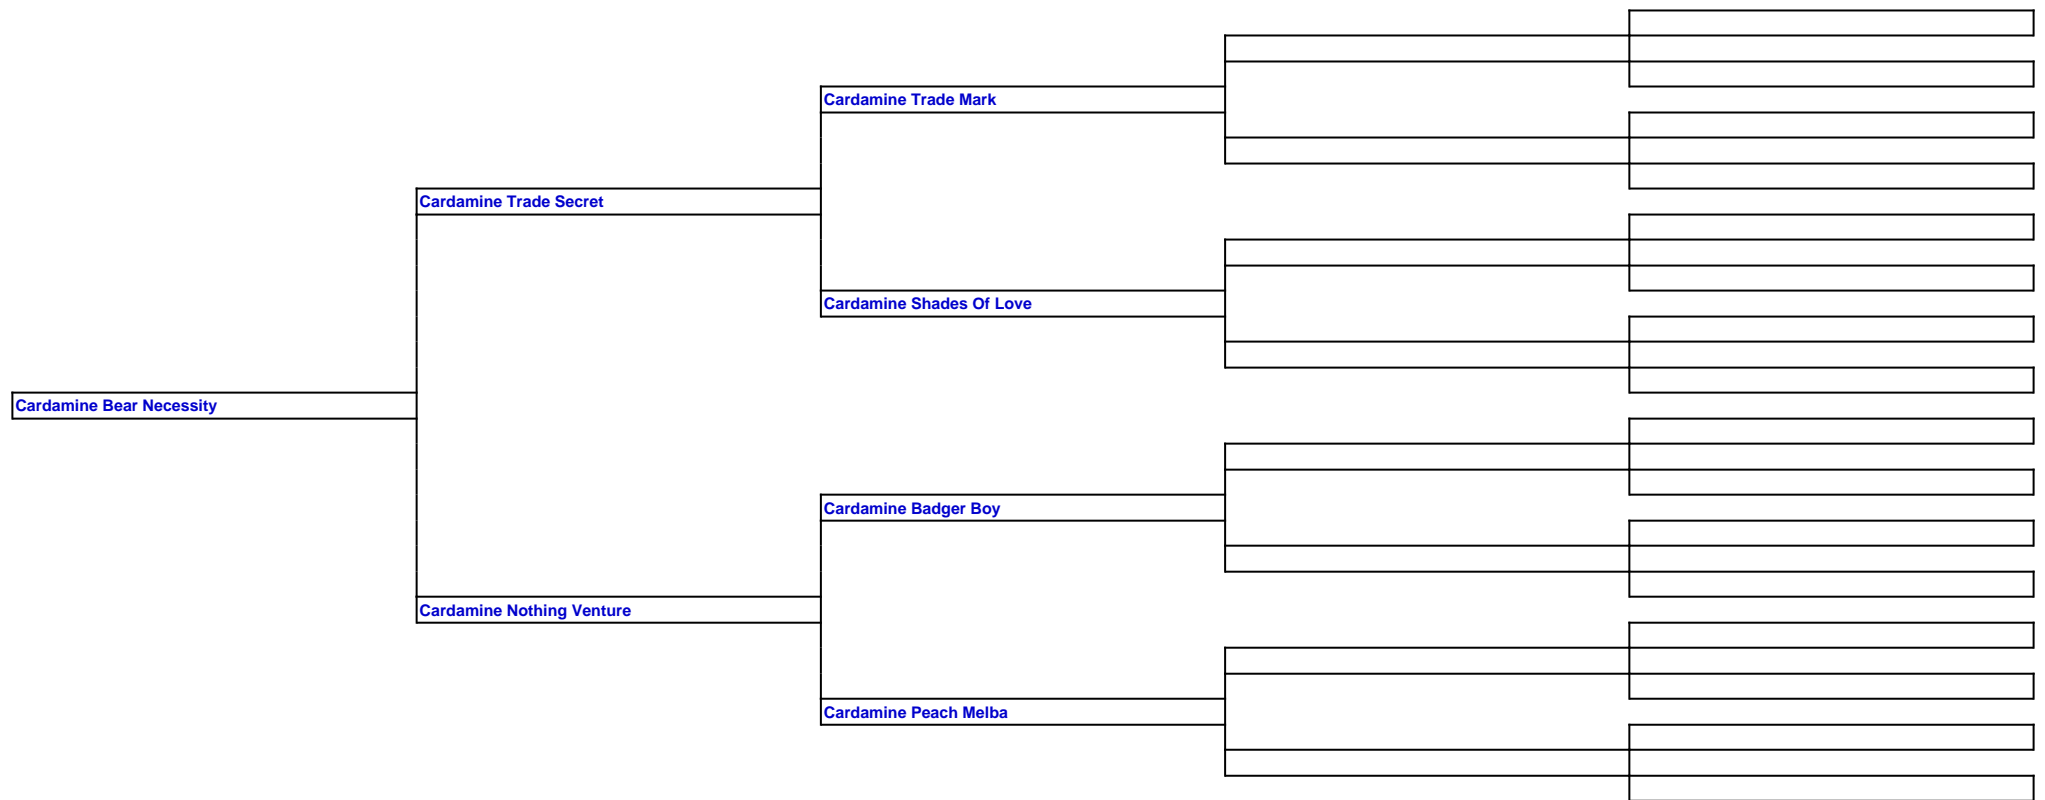 Cardamine Trade Mark
Cardamine Trade Secret
Cardamine Shades Of Love
Cardamine Bear Necessity
Cardamine Badger Boy
Cardamine Nothing Venture
Cardamine Peach Melba